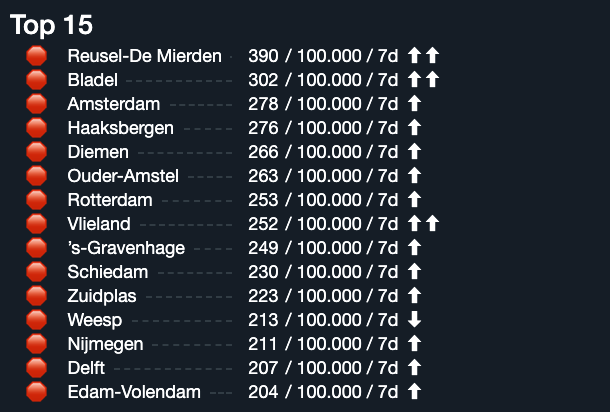 Top 15
Reusel-De Mierden 390 / 100.000 / 7d ⬆⬆
Bladel 302 / 100.000 / 7d ⬆⬆
Amsterdam 278 / 100.000 / 7d ⬆
Haaksbergen 276 / 100.000 / 7d ⬆
Diemen 266 / 100.000 / 7d ⬆
Ouder-Amstel 263 / 100.000 / 7d ⬆
Rotterdam 253 / 100.000 / 7d ⬆
Vlieland 252 / 100.000 / 7d ⬆⬆
's-Gravenhage 249 / 100.000 / 7d ⬆
Schiedam 230 / 100.000 / 7d ⬆
Zuidplas 223 / 100.000 / 7d ⬆
Weesp 213 / 100.000 / 7d ⬇
Nijmegen 211 / 100.000 / 7d ⬆
Delft 207 / 100.000 / 7d ⬆
Edam-Volendam 204 / 100.000 / 7d ⬆